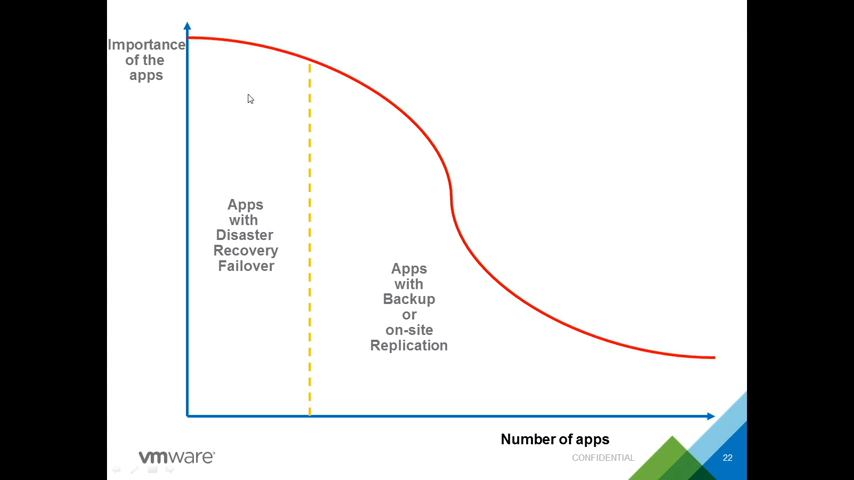 Importance
of the
apps
Apps
with
Disaster
Recovery
Failover
Apps
with
Backup
or
on-site
Replication
Number of apps
vmware
CONFIDENTIAL
22